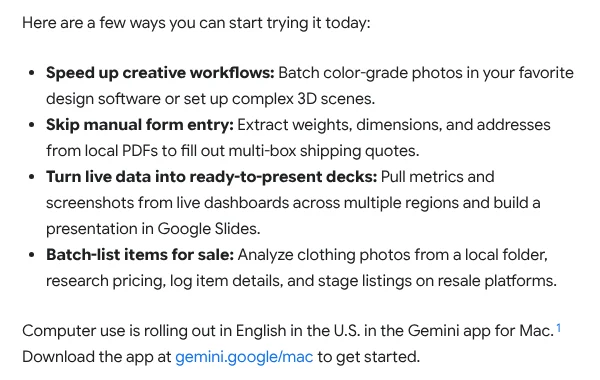 Here are a few ways you can start trying it today:
• Speed up creative workflows: Batch color-grade photos in your favorite
design software or set up complex 3D scenes.
• Skip manual form entry: Extract weights, dimensions, and addresses
from local PDFs to fill out multi-box shipping quotes.
• Turn live data into ready-to-present decks: Pull metrics and
screenshots from live dashboards across multiple regions and build a
presentation in Google Slides.
• Batch-list items for sale: Analyze clothing photos from a local folder,
research pricing, log item details, and stage listings on resale platforms.
Computer use is rolling out in English in the U.S. in the Gemini app for Mac.¹
Download the app at gemini.google/mac to get started.